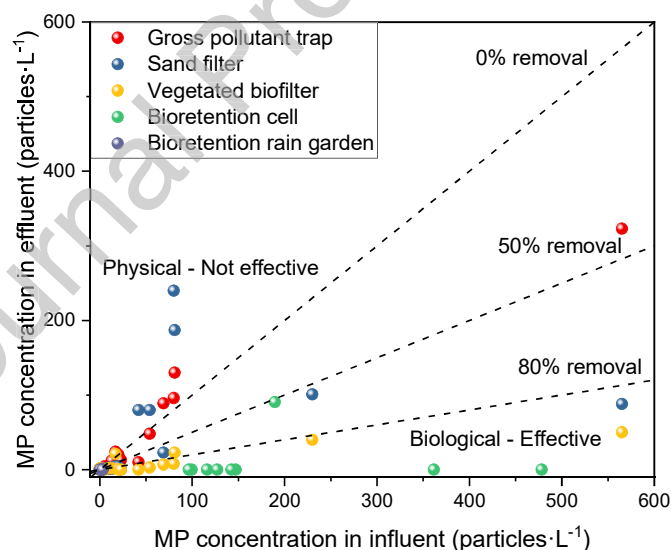 600
400
200
0
MP concentration in effluent (particles·L⁻¹)
Gross pollutant trap
Sand filter
Vegetated biofilter
Bioretention cell
Bioretention rain garden
0% removal
Physical - Not effective
50% removal
80% removal
Biological - Effective
0 100 200 300 400 500 600
MP concentration in influent (particles·L⁻¹)